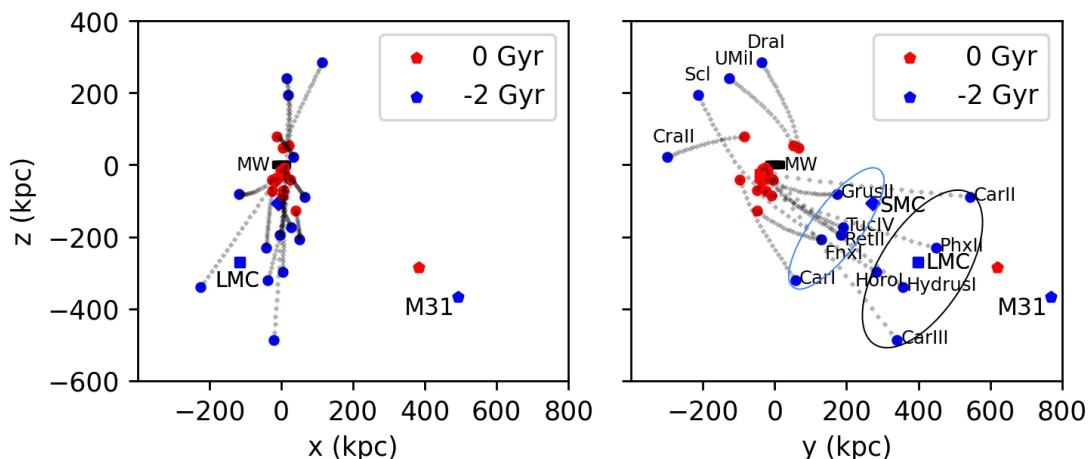 400
200
0
−200
−400
−600
z (kpc)
0 Gyr
-2 Gyr
MW
LMC
M31
−200 0 200 400 600 800
x (kpc)
0 Gyr
-2 Gyr
DraI
UMiI
Scl
CraII
MW
GrusII
CarII
SMC
TucIV
RetII
PhxII
FnxI
LMC
CarI
HoroI
HydrusI
M31
CarIII
−200 0 200 400 600 800
y (kpc)